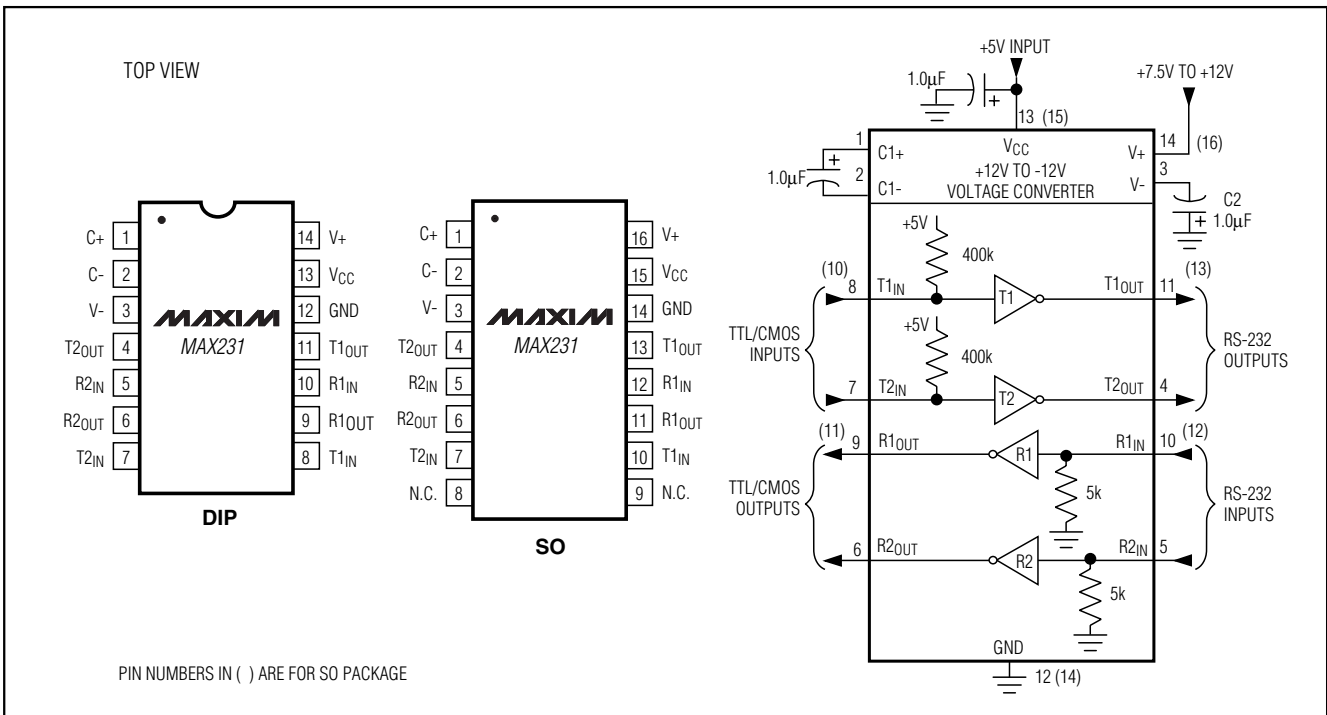 TOP VIEW
C+ 1
C- 2
V- 3
T2OUT 4
R2IN 5
R2OUT 6
T2IN 7
14 V+
13 VCC
12 GND
11 T1OUT
10 R1IN
9 R1OUT
8 T1IN
MAXIM
MAX231
DIP
C+ 1
C- 2
V- 3
T2OUT 4
R2IN 5
R2OUT 6
T2IN 7
N.C. 8
16 V+
15 VCC
14 GND
13 T1OUT
12 R1IN
11 R1OUT
10 T1IN
9 N.C.
MAXIM
MAX231
SO
+5V INPUT
1.0µF
+
+7.5V TO +12V
13 (15)
VCC
1 C1+
2 C1-
+
1.0µF
+12V TO -12V
VOLTAGE CONVERTER
V+ 14 (16)
V- 3
C2
+ 1.0µF
+5V
400k
(10)
8 T1IN
T1
T1OUT 11 (13)
+5V
400k
TTL/CMOS
INPUTS
RS-232
OUTPUTS
7 T2IN
T2
T2OUT 4
(11)
9 R1OUT
R1
R1IN 10 (12)
5k
TTL/CMOS
OUTPUTS
RS-232
INPUTS
6 R2OUT
R2
R2IN 5
5k
GND
12 (14)
PIN NUMBERS IN ( ) ARE FOR SO PACKAGE